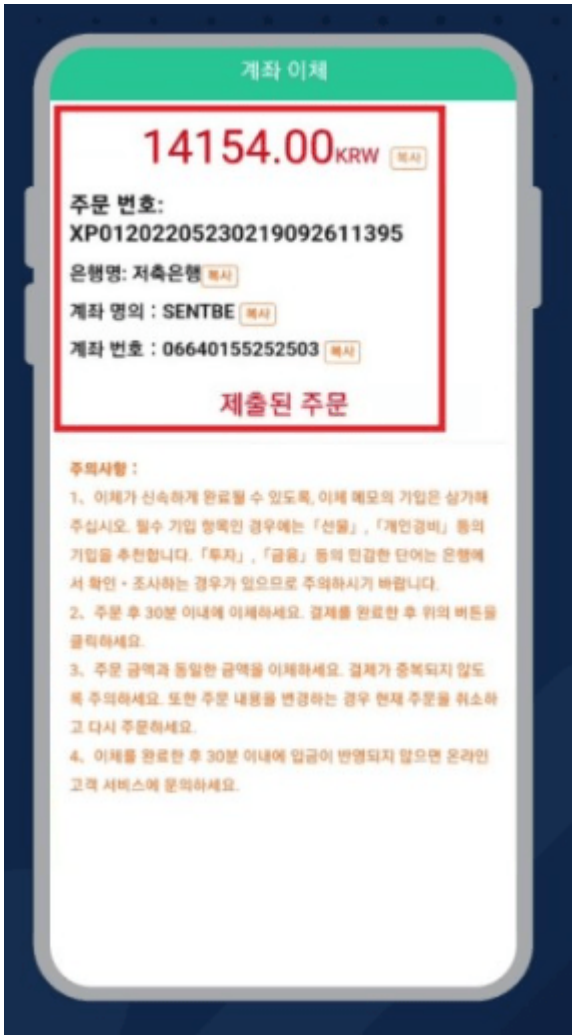 계좌 이체
14154.00KRW 복사
주문 번호:
XP01202205230219092611395
은행명: 저축은행 복사
계좌 명의 : SENTBE 복사
계좌 번호 : 06640155252503 복사
제출된 주문
주의사항 :
1、이체가 신속하게 완료될 수 있도록, 이체 메모의 기입은 삼가해
주십시오. 필수 기입 항목인 경우에는「선물」,「개인경비」등의
기입을 추천합니다.「투자」,「금융」등의 민감한 단어는 은행에
서 확인・조사하는 경우가 있으므로 주의하시기 바랍니다.
2、주문 후 30분 이내에 이체하세요. 결제를 완료한 후 위의 버튼을
클릭하세요.
3、주문 금액과 동일한 금액을 이체하세요. 결제가 중복되지 않도
록 주의하세요. 또한 주문 내용을 변경하는 경우 현재 주문을 취소하
고 다시 주문하세요.
4、이체를 완료한 후 30분 이내에 입금이 반영되지 않으면 온라인
고객 서비스에 문의하세요.